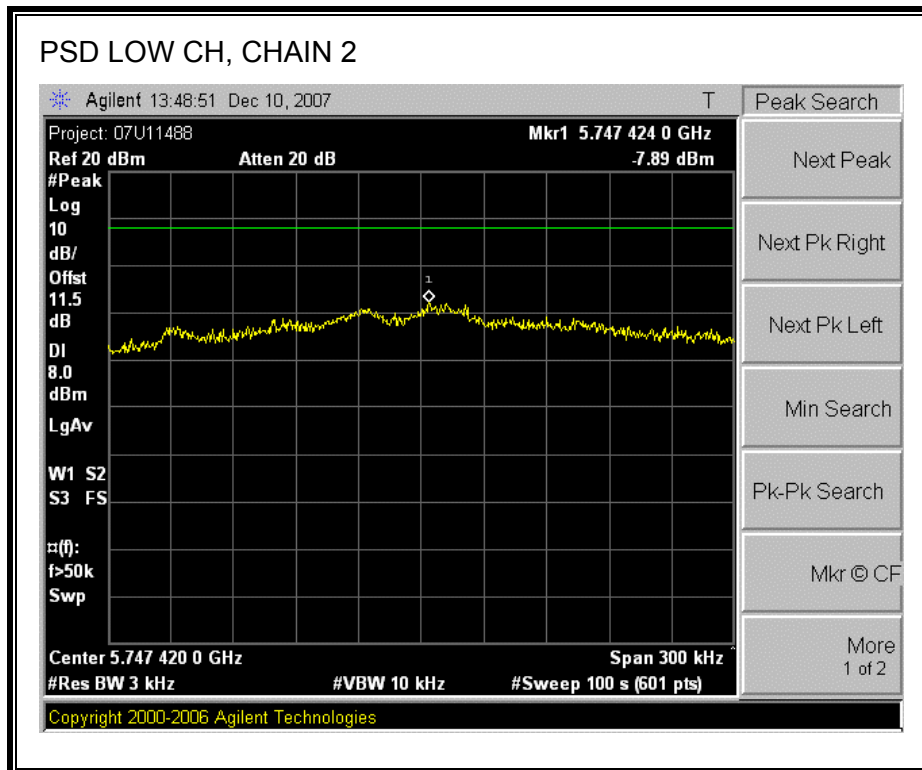 PSD LOW CH, CHAIN 2
Agilent 13:48:51 Dec 10, 2007 T
Peak Search
Project: 07U11488 Mkr1 5.747 424 0 GHz
Ref 20 dBm Atten 20 dB -7.89 dBm
#Peak
Log
10
dB/
Offst
11.5
dB
DI
8.0
dBm
LgAv
W1 S2
S3 FS
¤(f):
f>50k
Swp
1
Center 5.747 420 0 GHz Span 300 kHz ^
#Res BW 3 kHz #VBW 10 kHz #Sweep 100 s (601 pts)
Copyright 2000-2006 Agilent Technologies
Next Peak
Next Pk Right
Next Pk Left
Min Search
Pk-Pk Search
Mkr © CF
More
1 of 2